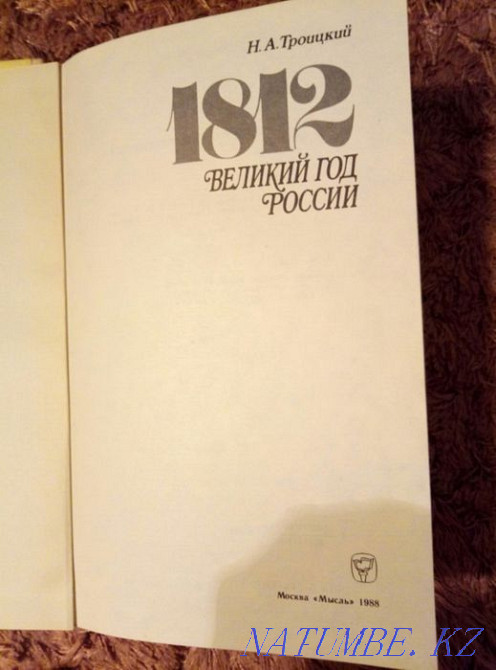 Н. А. Троицкий
1812
ВЕЛИКИЙ ГОД
РОССИИ
Москва «Мысль» 1988
NATUMBE. KZ